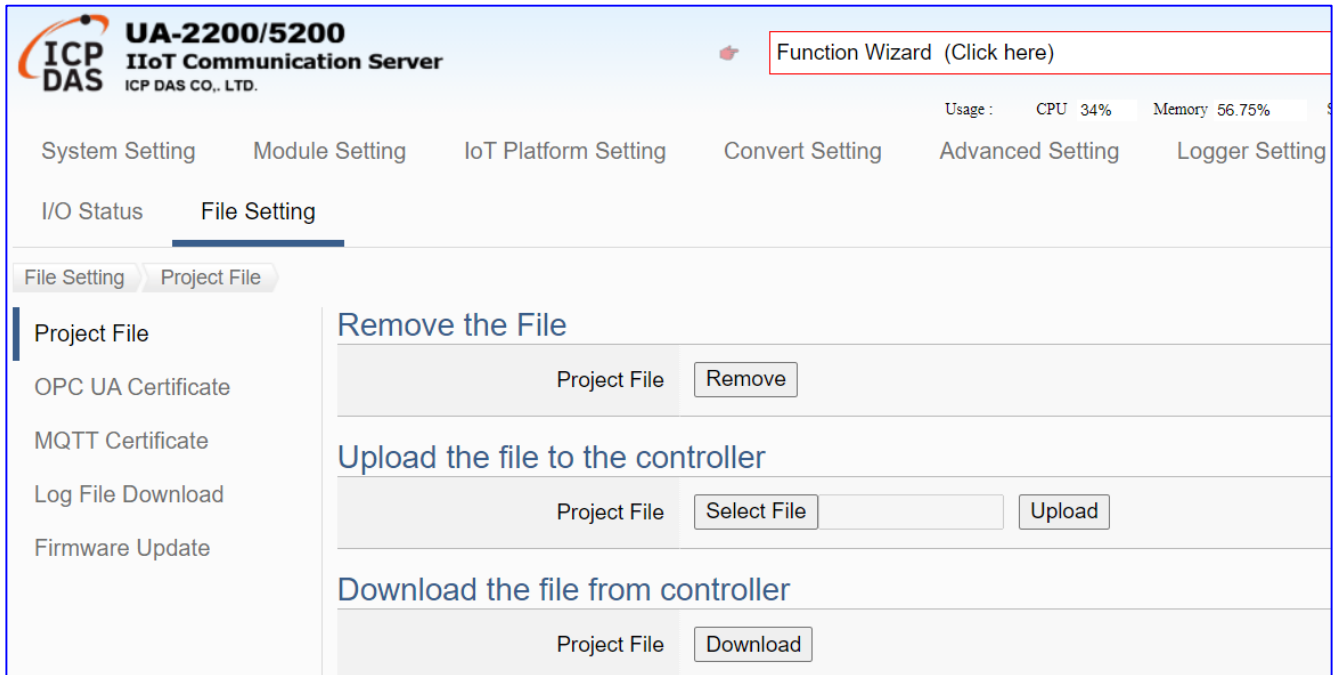 ICP
DAS
UA-2200/5200
IIoT Communication Server
ICP DAS CO,. LTD.
Function Wizard (Click here)
Usage : CPU 34% Memory 56.75%
System Setting Module Setting IoT Platform Setting Convert Setting Advanced Setting Logger Setting
I/O Status File Setting
File Setting Project File
Project File
OPC UA Certificate
MQTT Certificate
Log File Download
Firmware Update
Remove the File
Project File Remove
Upload the file to the controller
Project File Select File Upload
Download the file from controller
Project File Download